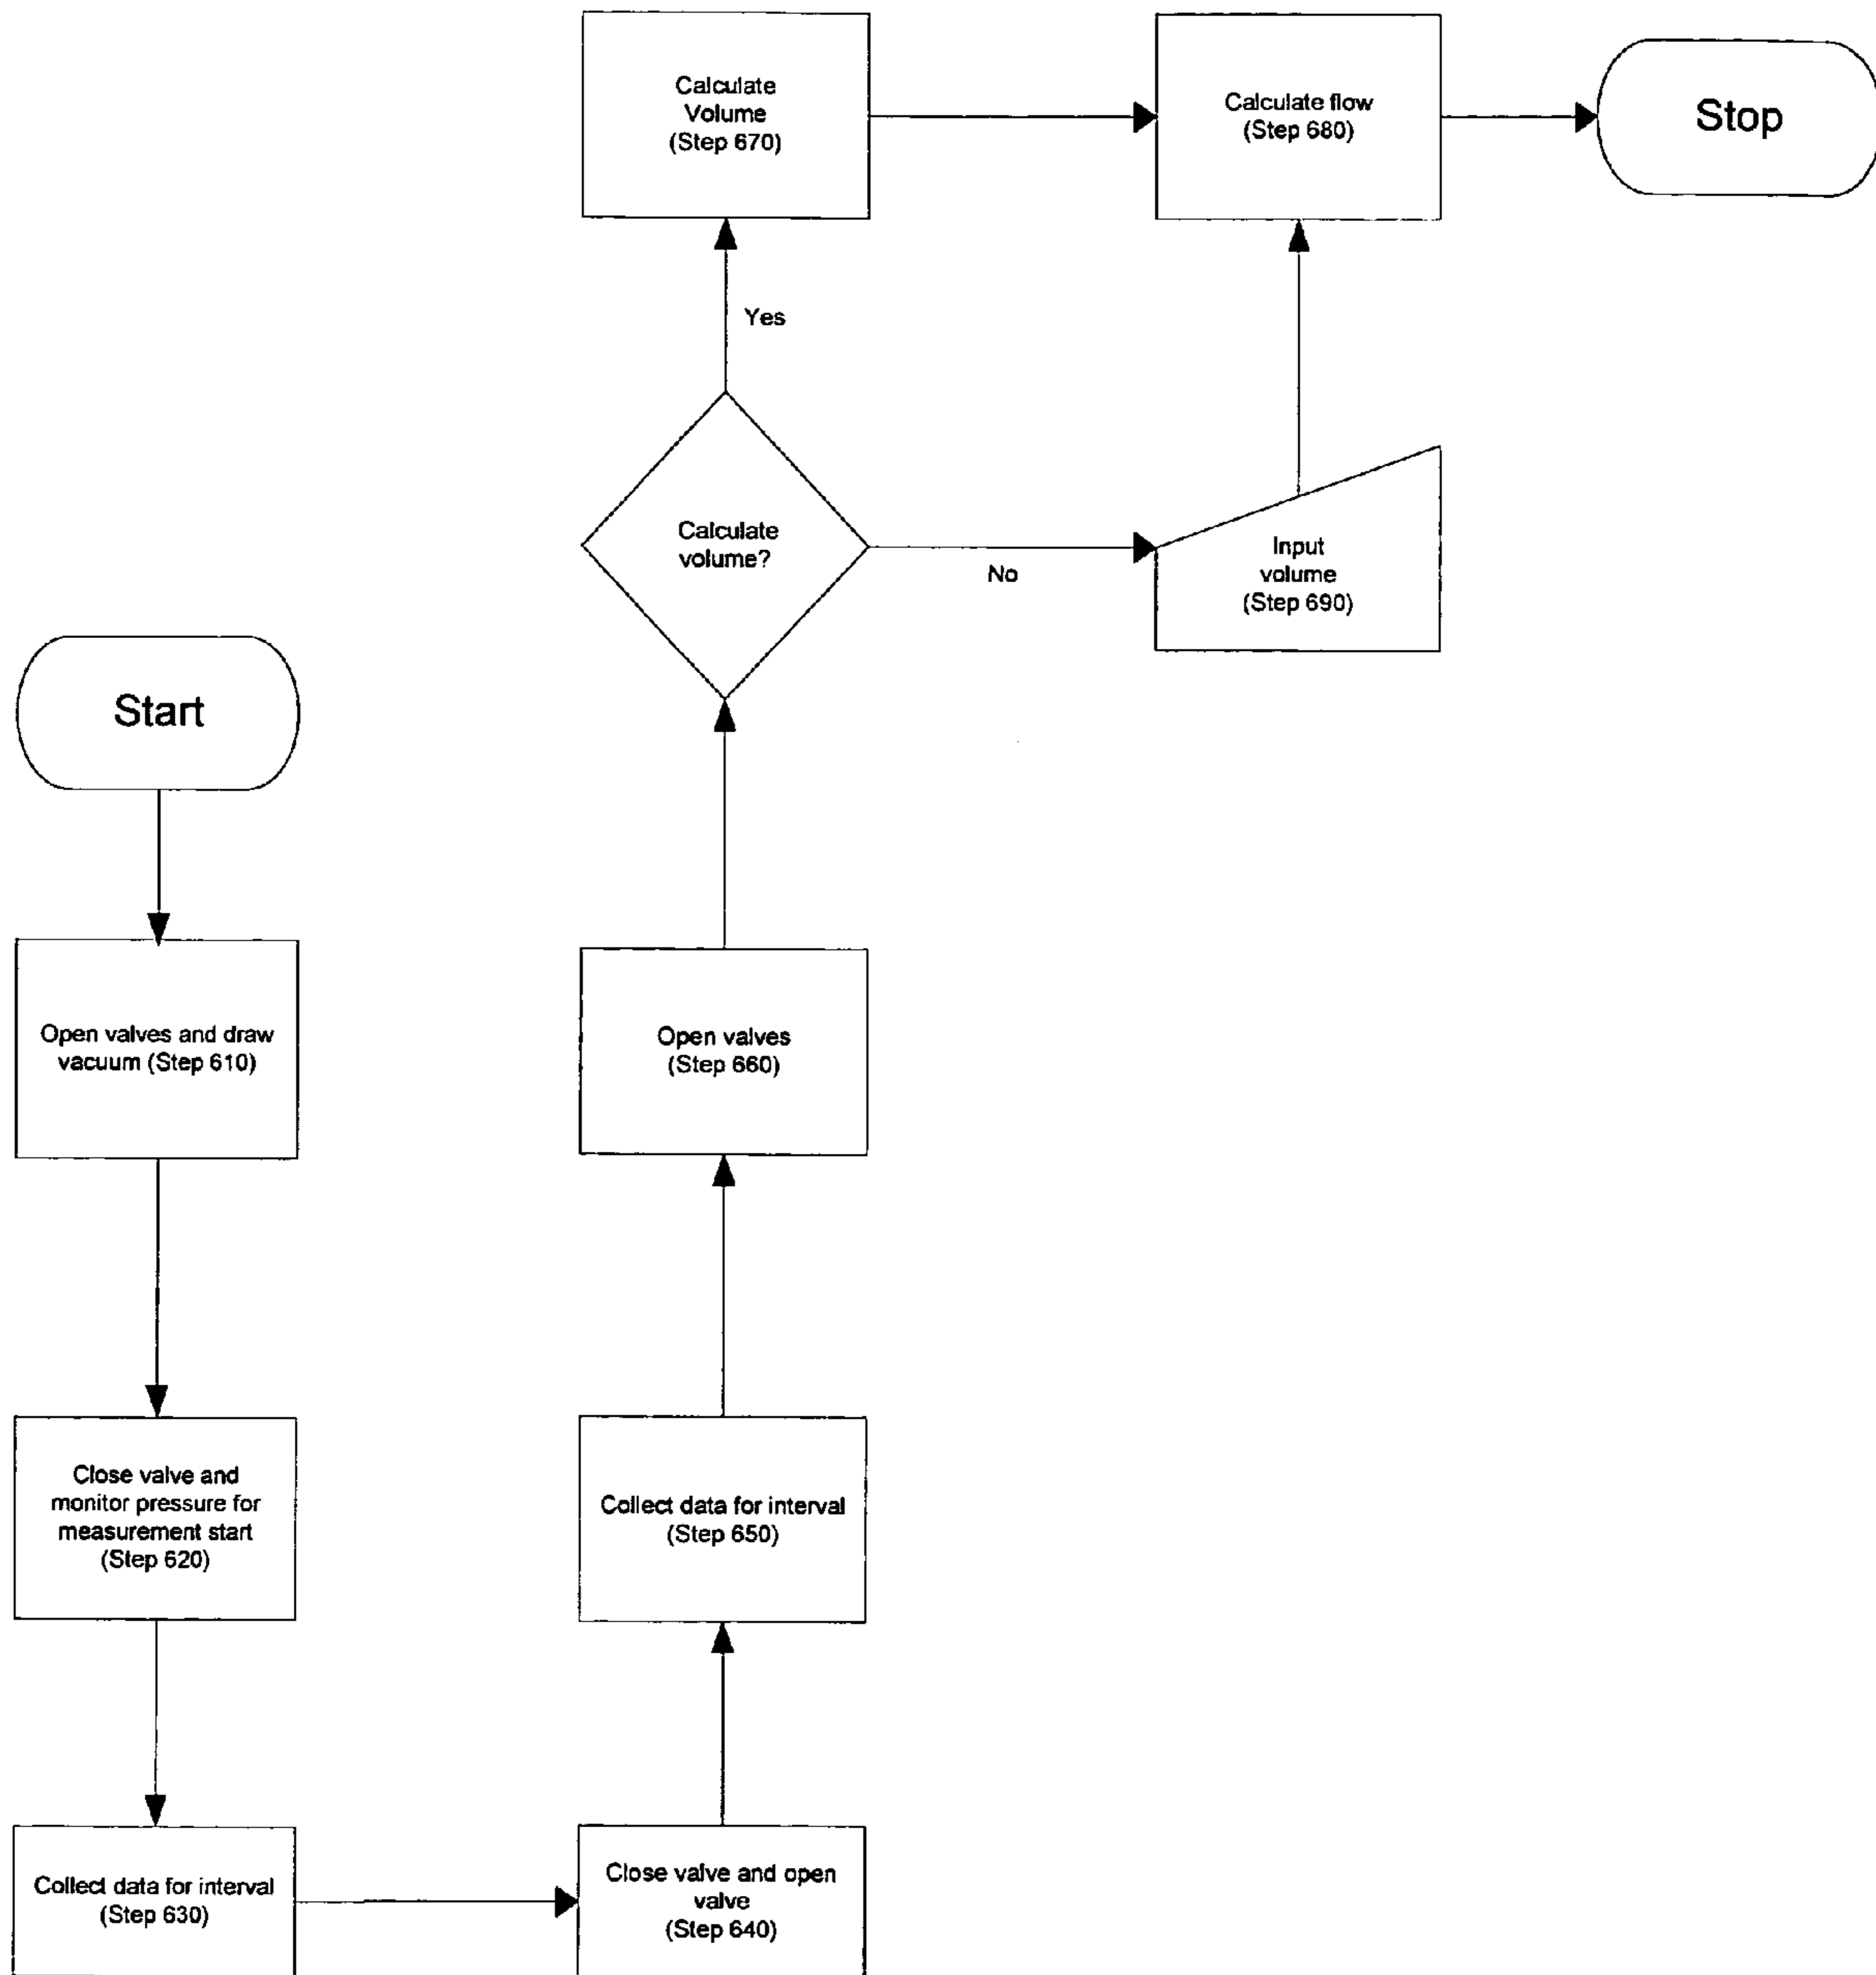 Start
Open valves and draw
vacuum (Step 610)
Close valve and
monitor pressure for
measurement start
(Step 620)
Collect data for interval
(Step 630)
Close valve and open
valve
(Step 640)
Collect data for interval
(Step 650)
Open valves
(Step 660)
Calculate
volume?
Yes
No
Calculate
Volume
(Step 670)
Input
volume
(Step 690)
Calculate flow
(Step 680)
Stop